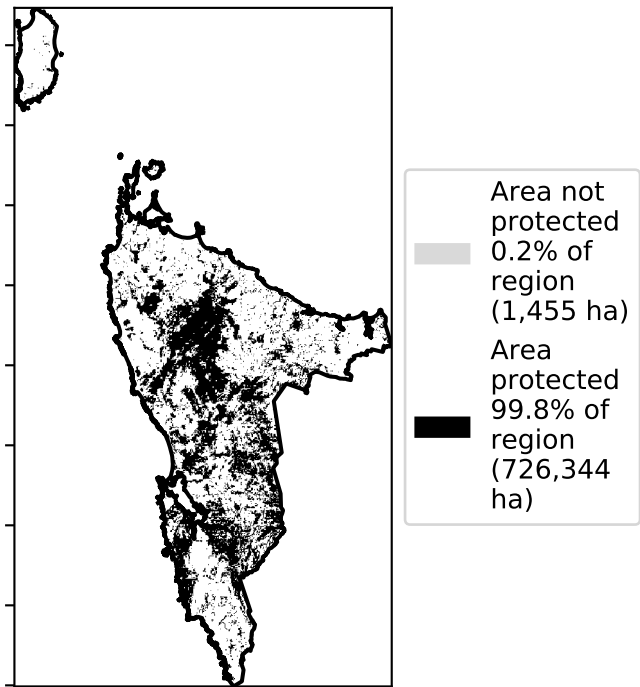 Area not
protected
0.2% of
region
(1,455 ha)
Area
protected
99.8% of
region
(726,344
ha)